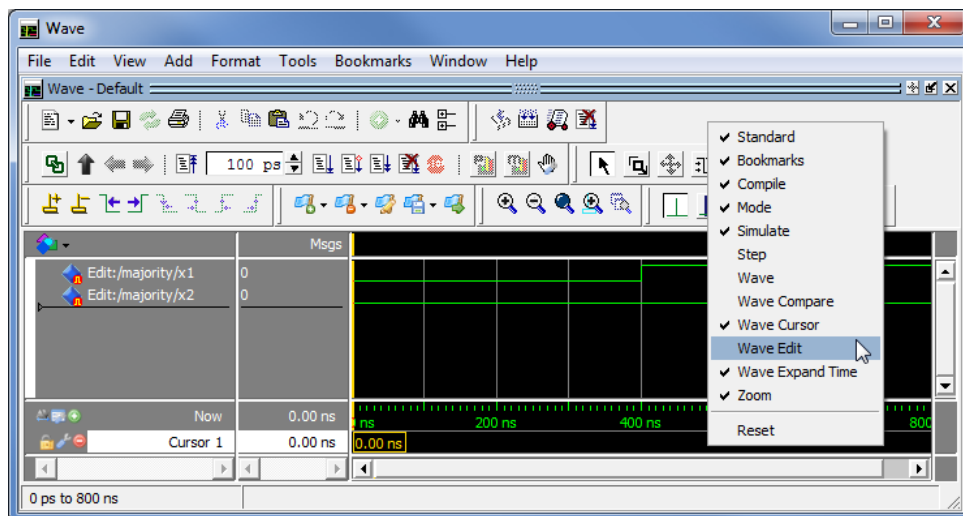 Wave
File Edit View Add Format Tools Bookmarks Window Help
Wave - Default
100 ps
Msgs
Edit:/majority/x1 0
Edit:/majority/x2 0
Standard
Bookmarks
Compile
Mode
Simulate
Step
Wave
Wave Compare
Wave Cursor
Wave Edit
Wave Expand Time
Zoom
Reset
Now 0.00 ns ns 200 ns 400 ns 800
Cursor 1 0.00 ns 0.00 ns
0 ps to 800 ns